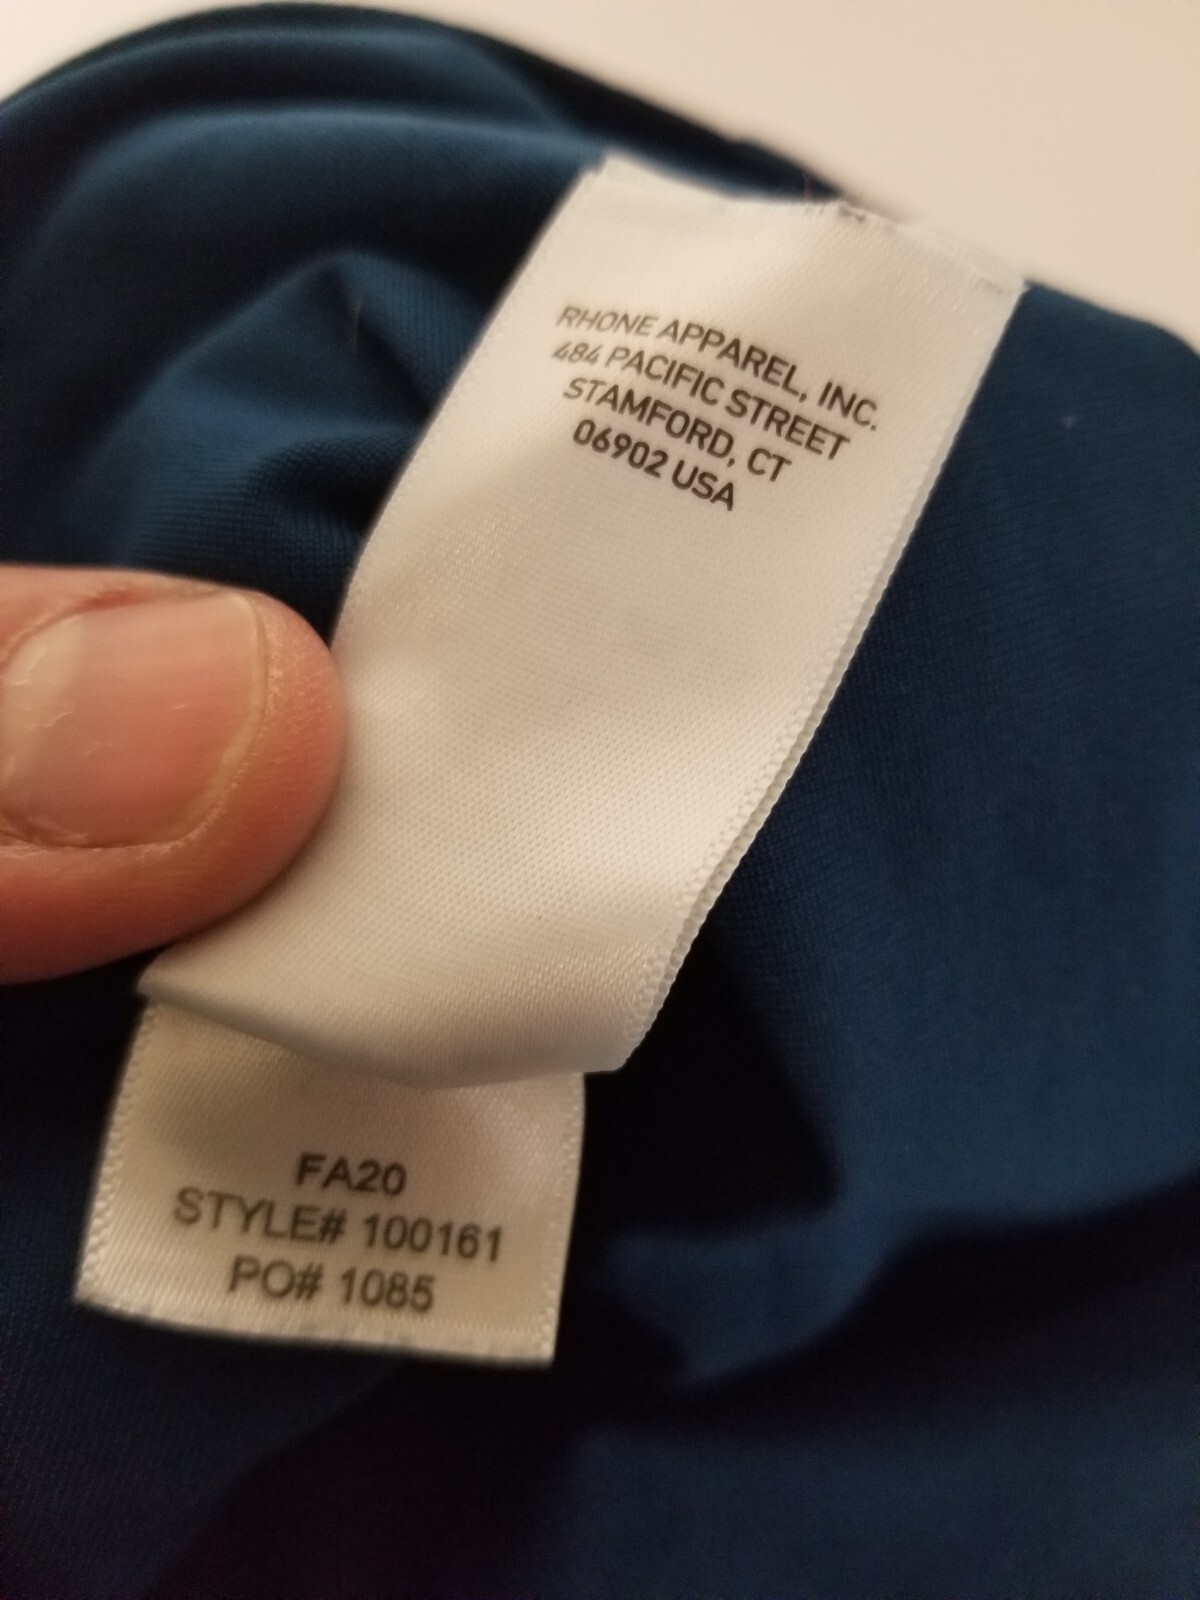 RHONE APPAREL, INC.
484 PACIFIC STREET
STAMFORD, CT
06902 USA
FA20
STYLE# 100161
PO# 1085